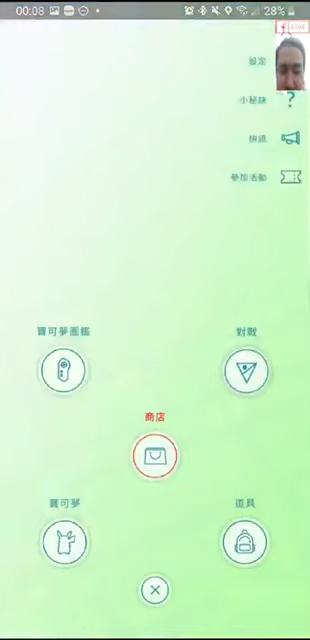 00:08
28%
LIVE
設定
小秘訣
快訊
參加活動
寶可夢圖鑑
對戰
商店
寶可夢
道具